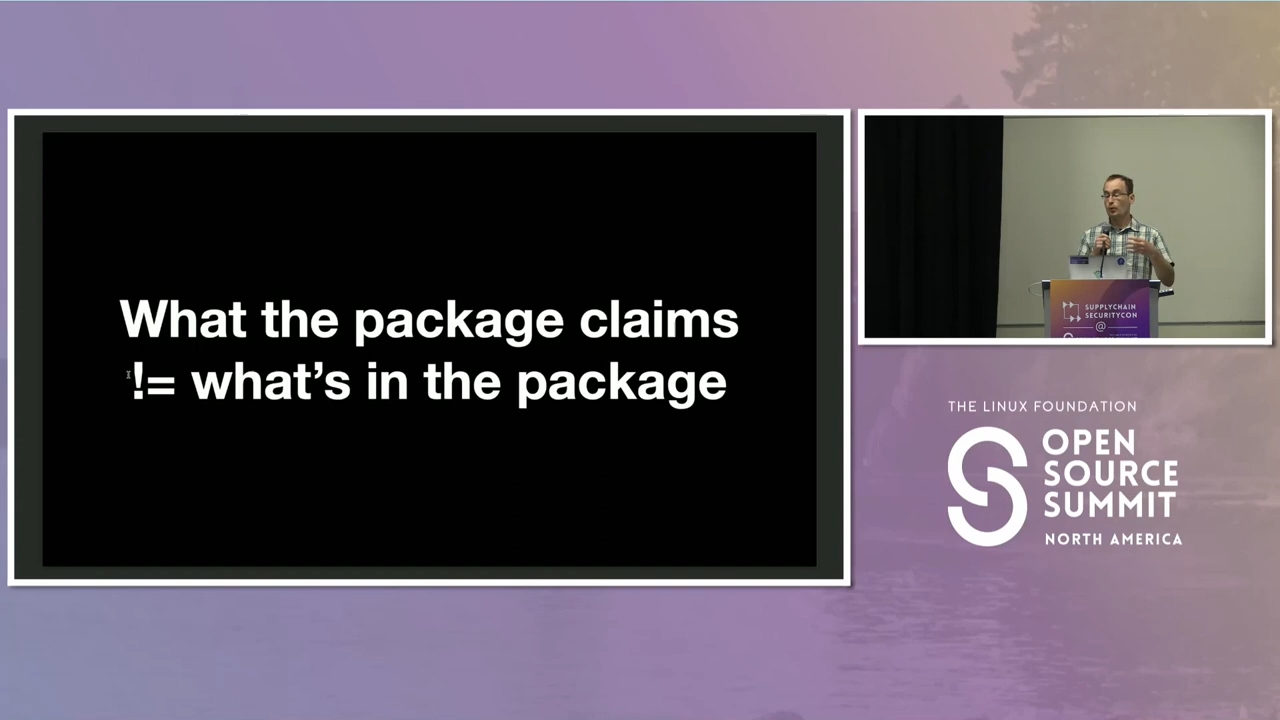 What the package claims
!= what’s in the package
SUPPLYCHAIN
SECURITYCON
@
THE LINUX FOUNDATION
OPEN
SOURCE
SUMMIT
NORTH AMERICA